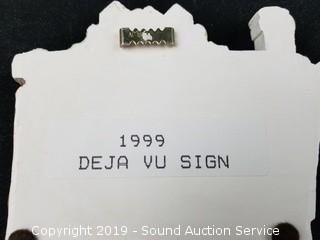 1999
DEJA VU SIGN
Copyright 2019 - Sound Auction Service